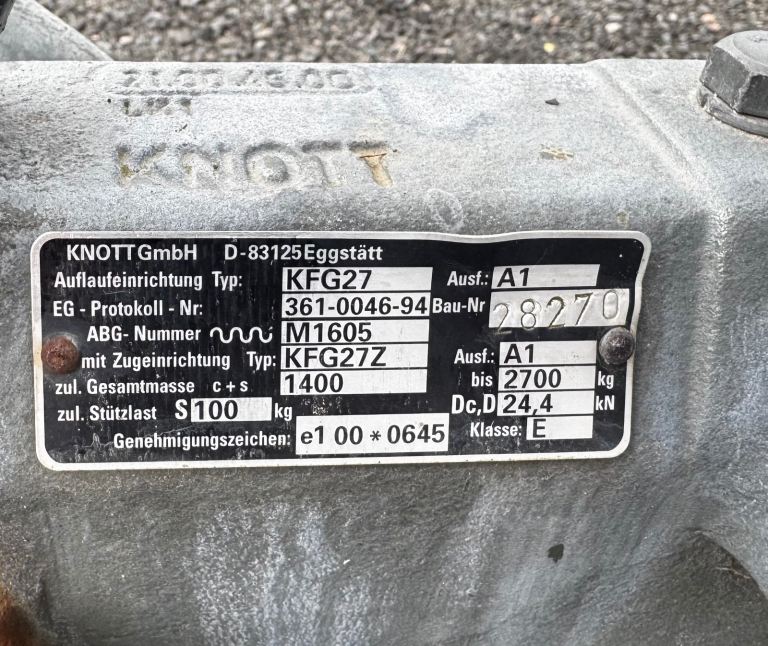 KNOTT
KNOTT GmbH D-83125 Eggstätt
Auflaufeinrichtung Typ: KFG27 Ausf.: A1
EG - Protokoll - Nr: 361-0046-94 Bau-Nr 28270
ABG- Nummer M1605
mit Zugeinrichtung Typ: KFG27Z Ausf.: A1
zul. Gesamtmasse c + s 1400 bis 2700 kg
zul. Stützlast S 100 kg Dc,D 24,4 kN
Genehmigungszeichen: e1 00 * 0645 Klasse: E